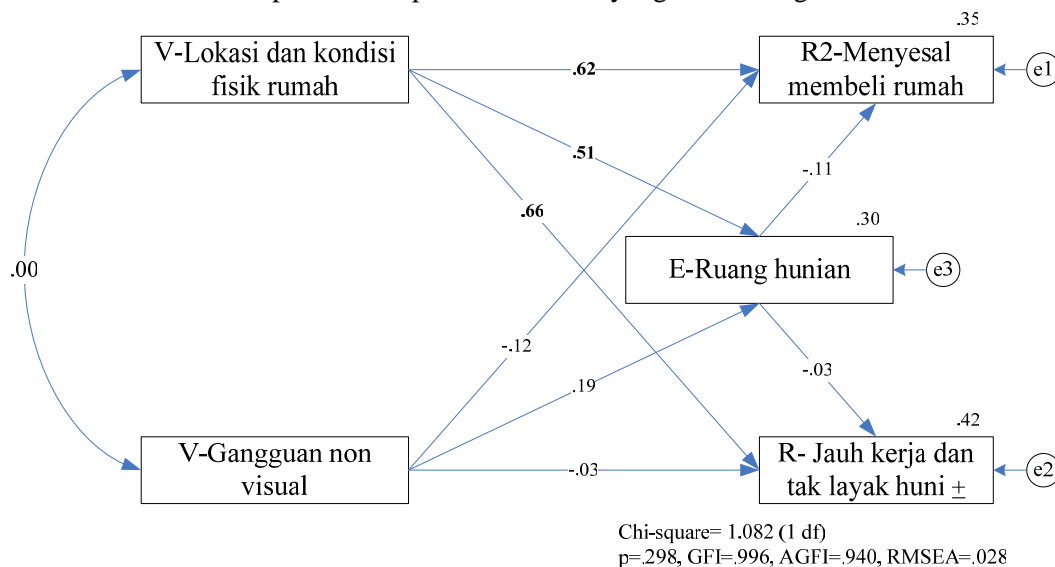 V-Lokasi dan kondisi
fisik rumah
.35
R2-Menyesal
membeli rumah
e1
.62
.51
-.11
.66
.30
E-Ruang hunian
e3
.00
-.12
.19
-.03
.42
V-Gangguan non
visual
-.03
R- Jauh kerja dan
tak layak huni ±
e2
Chi-square= 1.082 (1 df)
p=.298, GFI=.996, AGFI=.940, RMSEA=.028